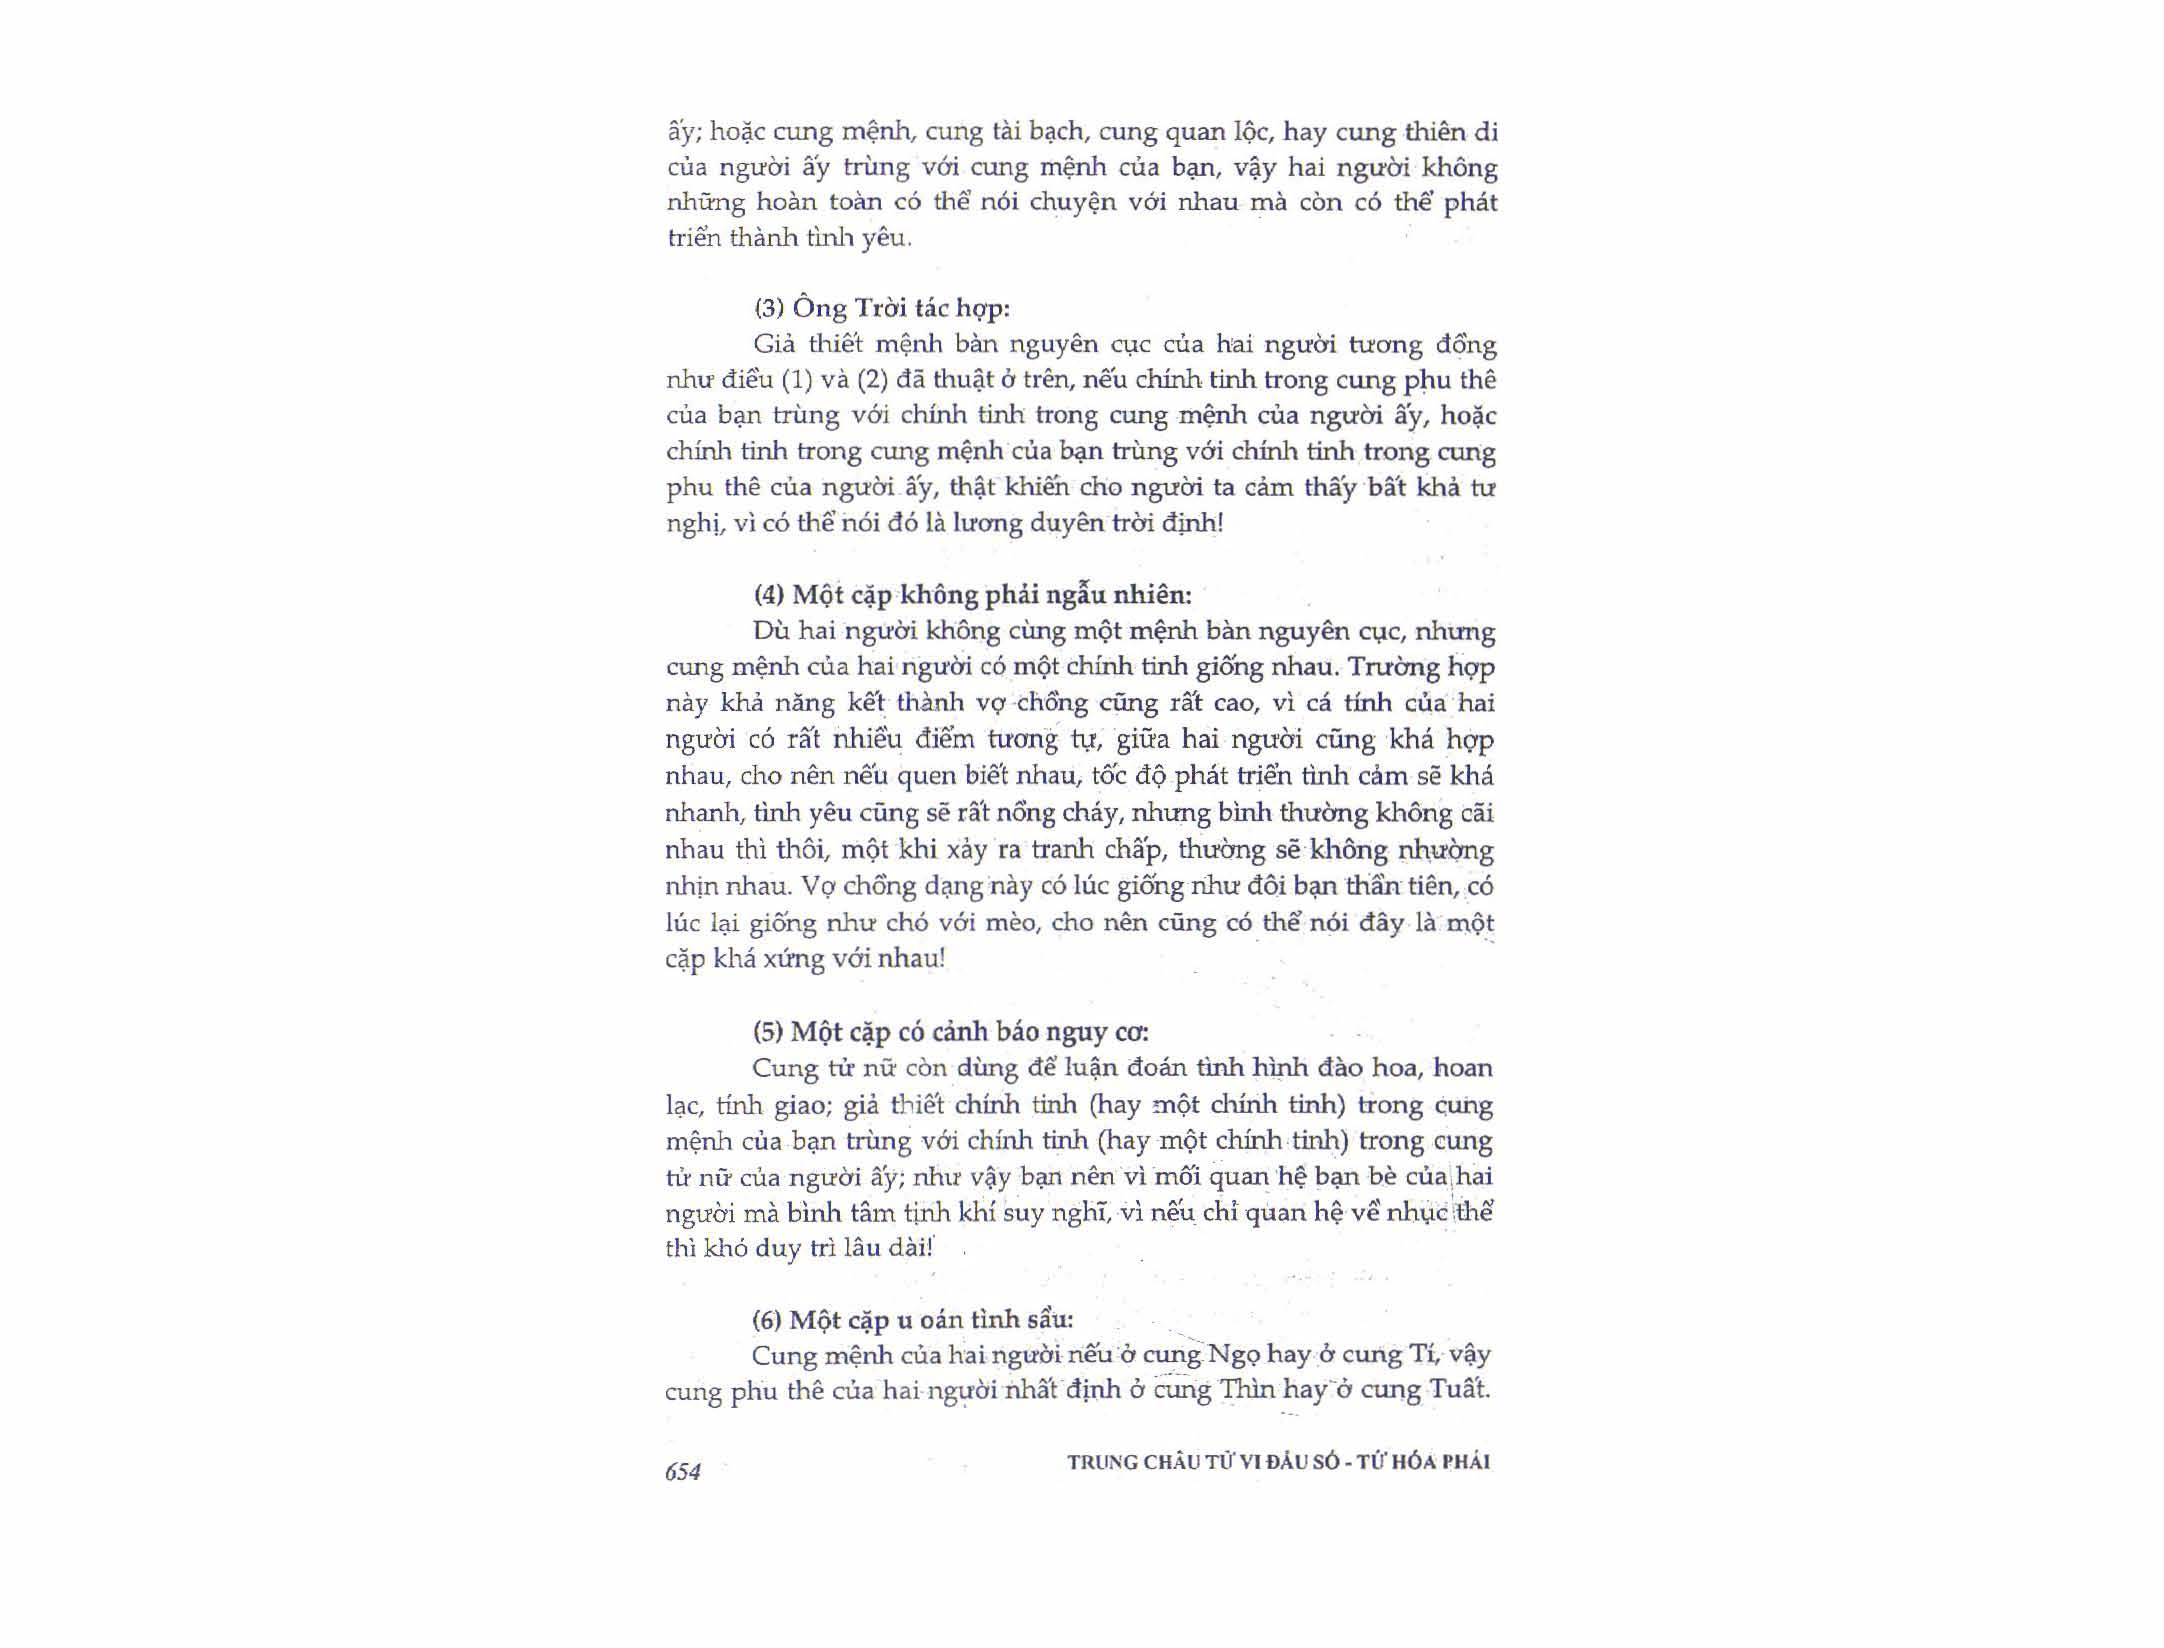 ấy; hoặc cung mệnh, cung tài bạch, cung quan lộc, hay cung thiên di
của người ấy trùng với cung mệnh của bạn, vậy hai người không
những hoàn toàn có thể nói chuyện với nhau mà còn có thể phát
triển thành tình yêu.
(3) Ông Trời tác hợp:
Giả thiết mệnh bàn nguyên cục của hai người tương đồng
như điều (1) và (2) đã thuật ở trên, nếu chính tinh trong cung phu thê
của bạn trùng với chính tinh trong cung mệnh của người ấy, hoặc
chính tinh trong cung mệnh của bạn trùng với chính tinh trong cung
phu thê của người ấy, thật khiến cho người ta cảm thấy bất khả tư
nghị, vì có thể nói đó là lương duyên trời định!
(4) Một cặp không phải ngẫu nhiên:
Dù hai người không cùng một mệnh bàn nguyên cục, nhưng
cung mệnh của hai người có một chính tinh giống nhau. Trường hợp
này khả năng kết thành vợ chồng cũng rất cao, vì cá tính của hai
người có rất nhiều điểm tương tự, giữa hai người cũng khá hợp
nhau, cho nên nếu quen biết nhau, tốc độ phát triển tình cảm sẽ khá
nhanh, tình yêu cũng sẽ rất nồng cháy, nhưng bình thường không cãi
nhau thì thôi, một khi xảy ra tranh chấp, thường sẽ không nhường
nhịn nhau. Vợ chồng dạng này có lúc giống như đôi bạn thần tiên, có
lúc lại giống như chó với mèo, cho nên cũng có thể nói đây là một
cặp khá xứng với nhau!
(5) Một cặp có cảnh báo nguy cơ:
Cung tử nữ còn dùng để luận đoán tình hình đào hoa, hoan
lạc, tính giao; giả thiết chính tinh (hay một chính tinh) trong cung
mệnh của bạn trùng với chính tinh (hay một chính tinh) trong cung
tử nữ của người ấy; như vậy bạn nên vì mối quan hệ bạn bè của hai
người mà bình tâm tịnh khí suy nghĩ, vì nếu chỉ quan hệ về nhục thể
thì khó duy trì lâu dài!
(6) Một cặp u oán tình sầu:
Cung mệnh của hai người nếu ở cung Ngọ hay ở cung Tí, vậy
cung phu thê của hai người nhất định ở cung Thìn hay ở cung Tuất.
654
TRUNG CHÂU TỬ VI ĐẨU SỐ - TỨ HÓA PHÁI